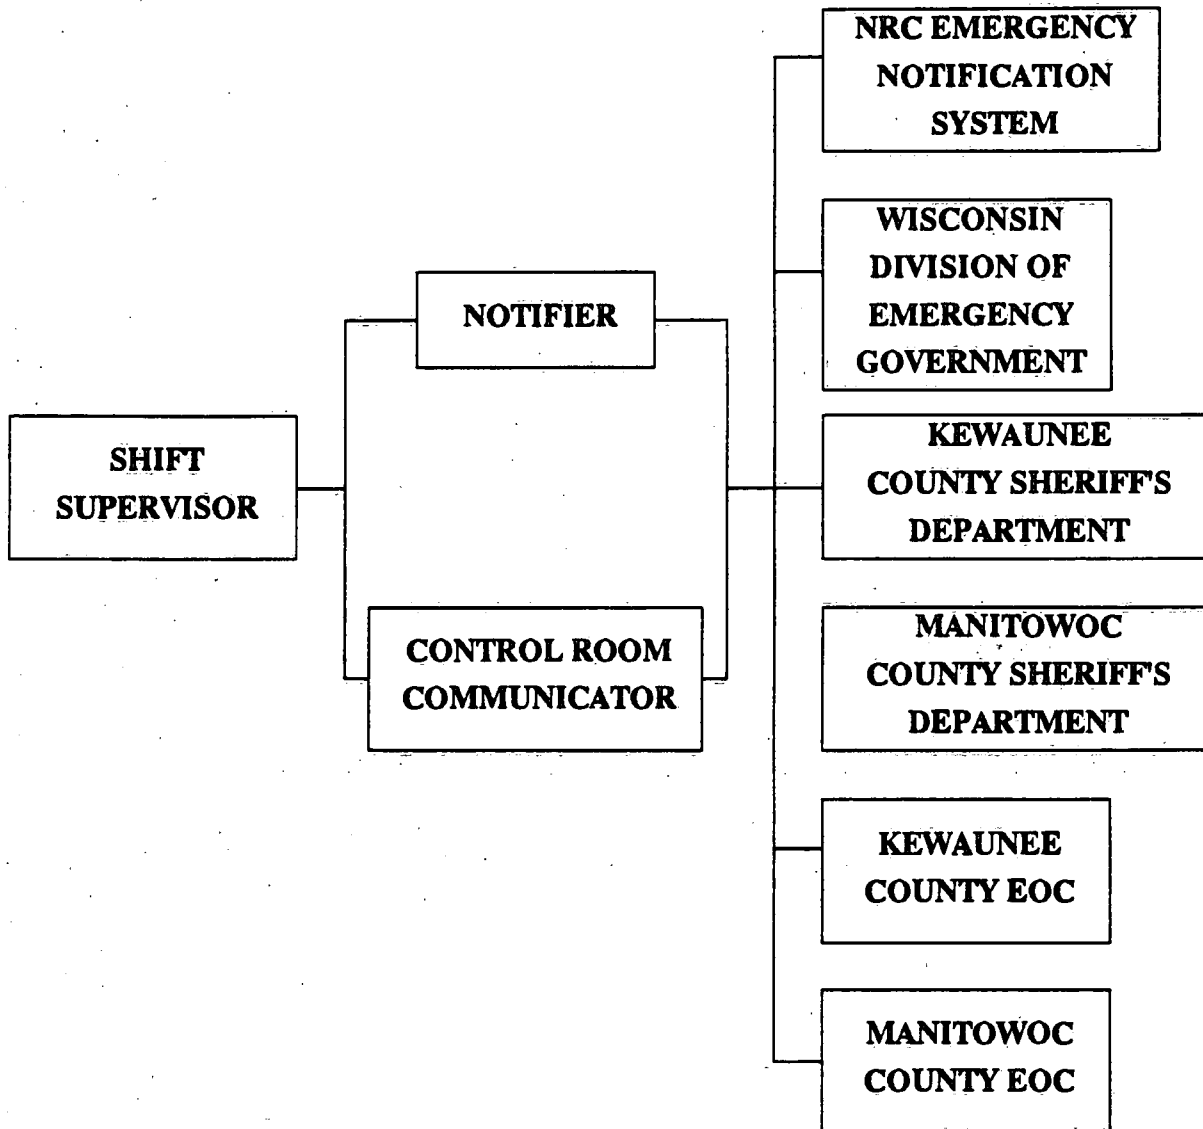 SHIFT
SUPERVISOR
NOTIFIER
CONTROL ROOM
COMMUNICATOR
NRC EMERGENCY
NOTIFICATION
SYSTEM
WISCONSIN
DIVISION OF
EMERGENCY
GOVERNMENT
KEWAUNEE
COUNTY SHERIFF'S
DEPARTMENT
MANITOWOC
COUNTY SHERIFF'S
DEPARTMENT
KEWAUNEE
COUNTY EOC
MANITOWOC
COUNTY EOC